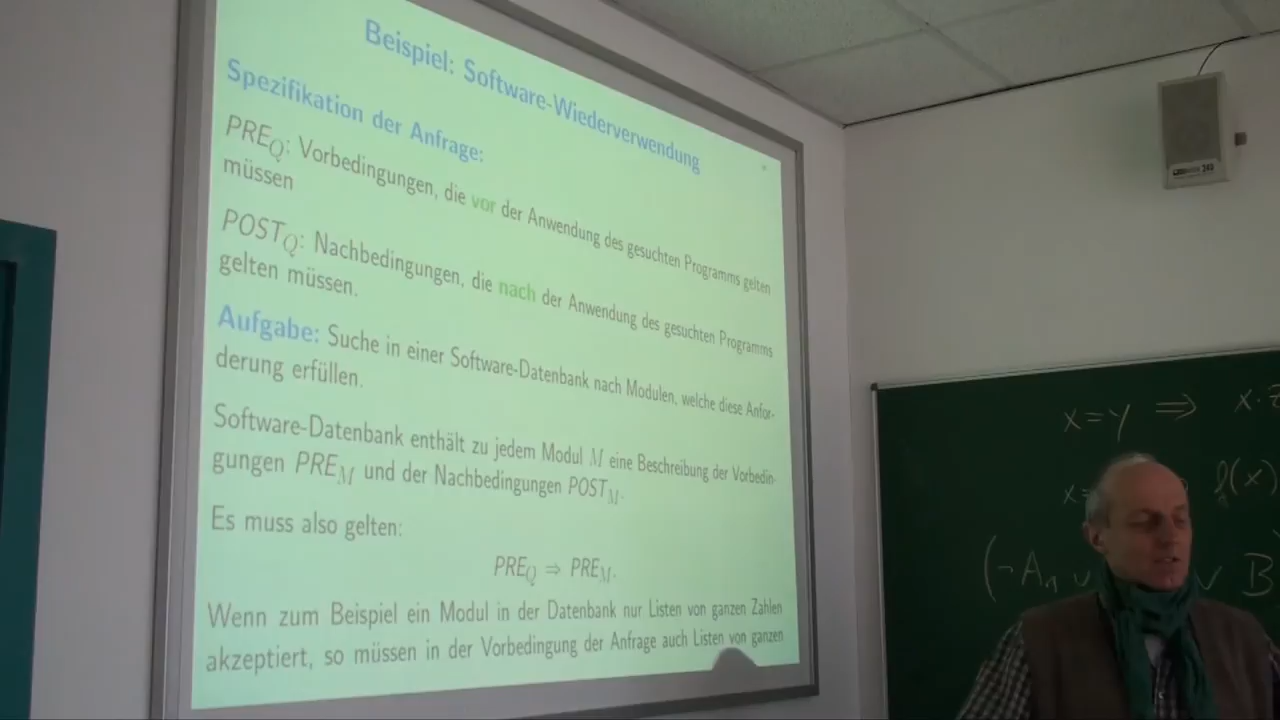 Beispiel: Software-Wiederverwendung
Spezifikation der Anfrage:
PRE_Q: Vorbedingungen, die vor der Anwendung des gesuchten Programms gelten
müssen
POST_Q: Nachbedingungen, die nach der Anwendung des gesuchten Programms
gelten müssen.
Aufgabe: Suche in einer Software-Datenbank nach Modulen, welche diese Anfor-
derung erfüllen.
Software-Datenbank enthält zu jedem Modul M eine Beschreibung der Vorbedin-
gungen PRE_M und der Nachbedingungen POST_M.
Es muss also gelten:
PRE_Q ⇒ PRE_M.
Wenn zum Beispiel ein Modul in der Datenbank nur Listen von ganzen Zahlen
akzeptiert, so müssen in der Vorbedingung der Anfrage auch Listen von ganzen
x=y ⇒ x·z
x= f(x)
(¬A₁ ∨ ∨ B